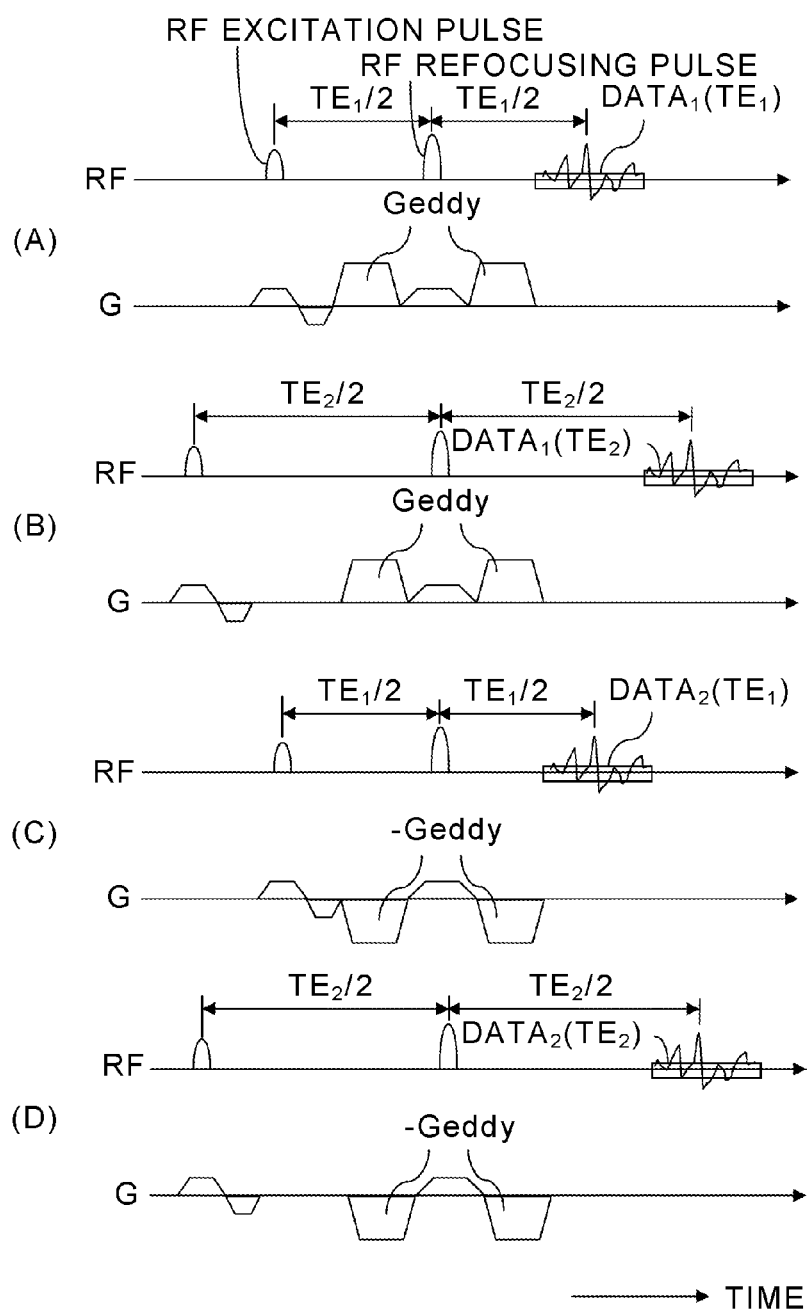 RF EXCITATION PULSE
RF REFOCUSING PULSE
TE₁/2 TE₁/2 DATA₁(TE₁)
RF
(A)
Geddy
G
TE₂/2 TE₂/2
DATA₁(TE₂)
RF
(B)
Geddy
G
TE₁/2 TE₁/2 DATA₂(TE₁)
RF
(C)
-Geddy
G
TE₂/2 TE₂/2
DATA₂(TE₂)
RF
(D)
-Geddy
G
TIME